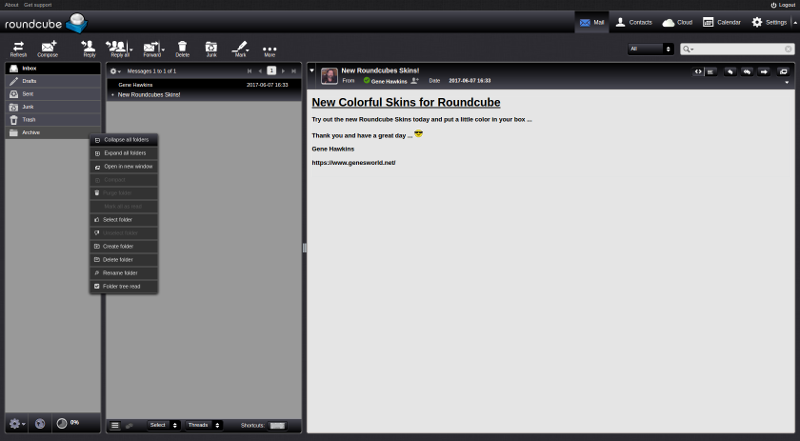 About Get support
Logout
roundcube
Mail
Contacts
Cloud
Calendar
Settings
Refresh
Compose
Reply
Reply all
Forward
Delete
Junk
Mark
More
All
Inbox
Drafts
Sent
Junk
Trash
Archive
Messages 1 to 1 of 1
1
Gene Hawkins 2017-06-07 16:33
New Roundcubes Skins!
Collapse all folders
Expand all folders
Open in new window
Compact
Purge folder
Mark all as read
Select folder
Unselect folder
Create folder
Delete folder
Rename folder
Folder tree read
New Roundcubes Skins!
From Gene Hawkins Date 2017-06-07 16:33
New Colorful Skins for Roundcube
Try out the new Roundcube Skins today and put a little color in your box ...
Thank you and have a great day ...
Gene Hawkins
https://www.genesworld.net/
0%
Select
Threads
Shortcuts: